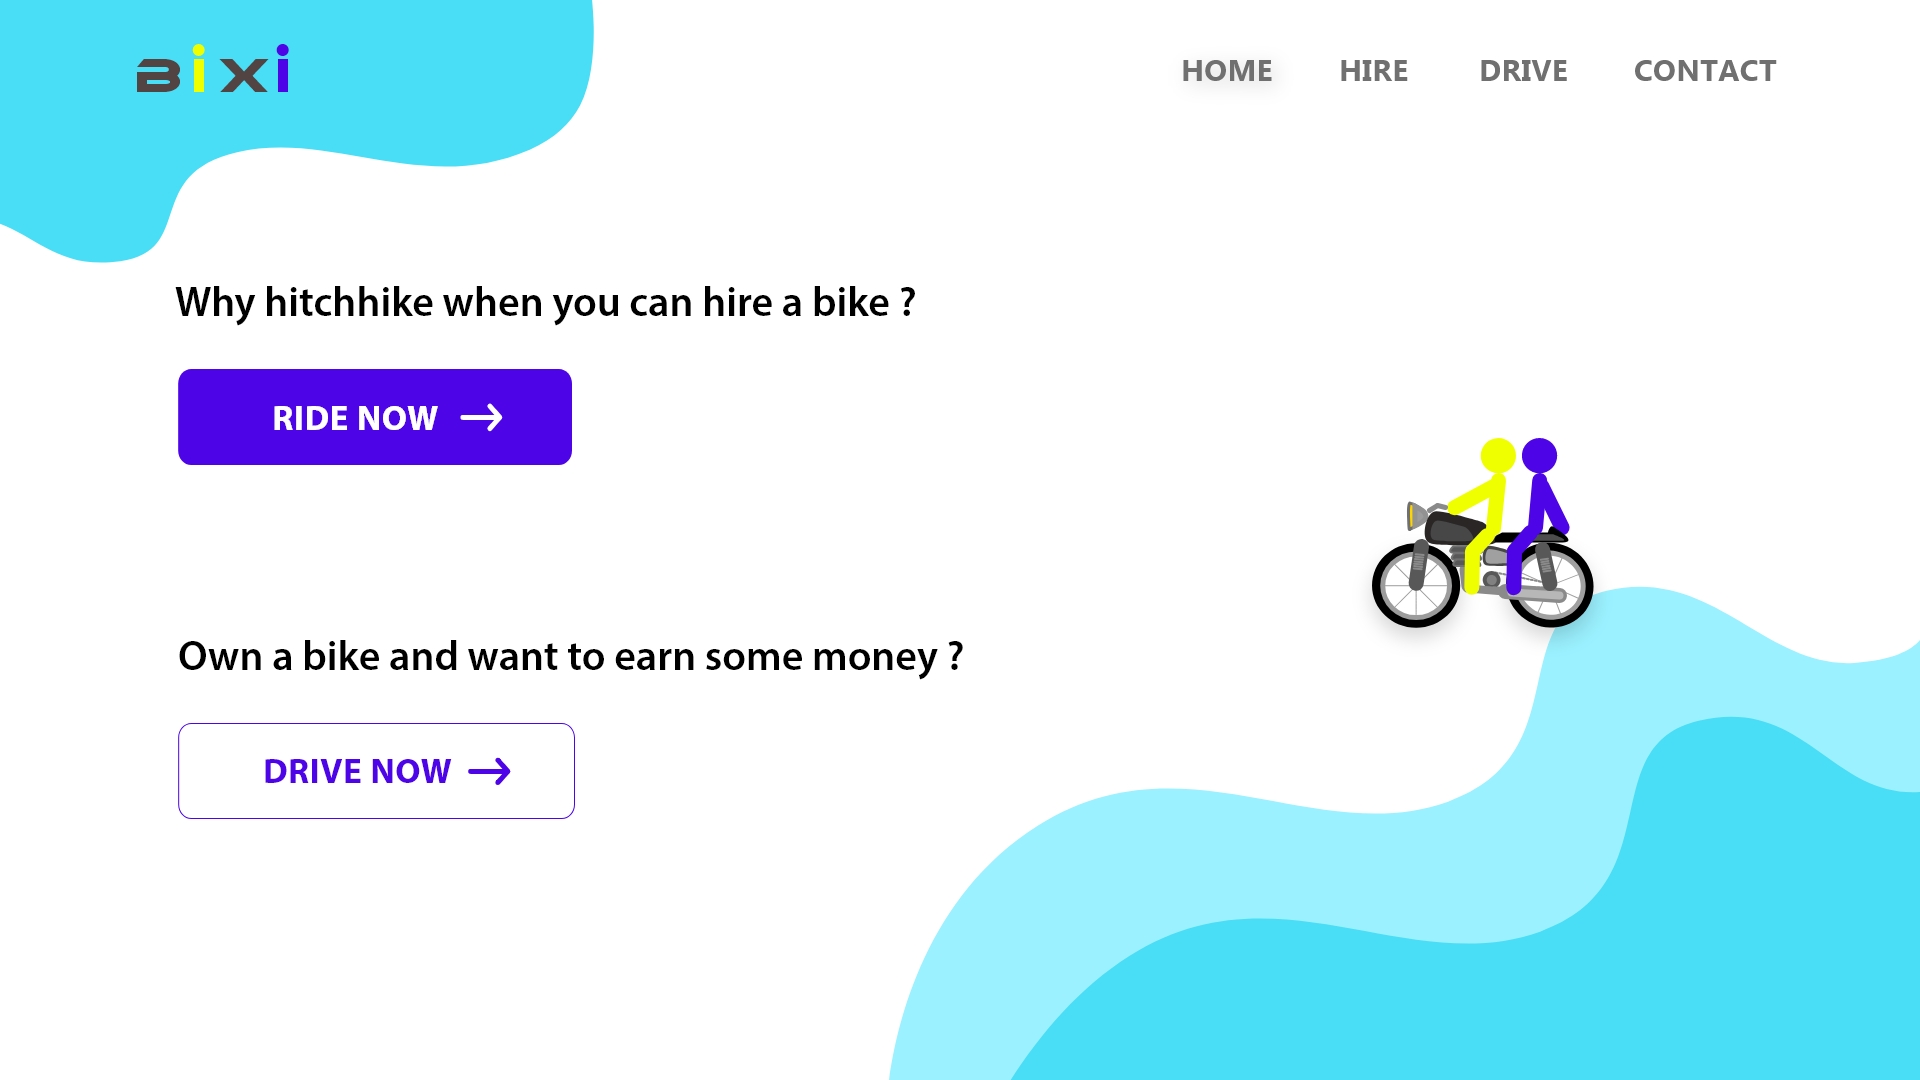 BiXi
HOME HIRE DRIVE CONTACT
Why hitchhike when you can hire a bike ?
RIDE NOW →
Own a bike and want to earn some money ?
DRIVE NOW →